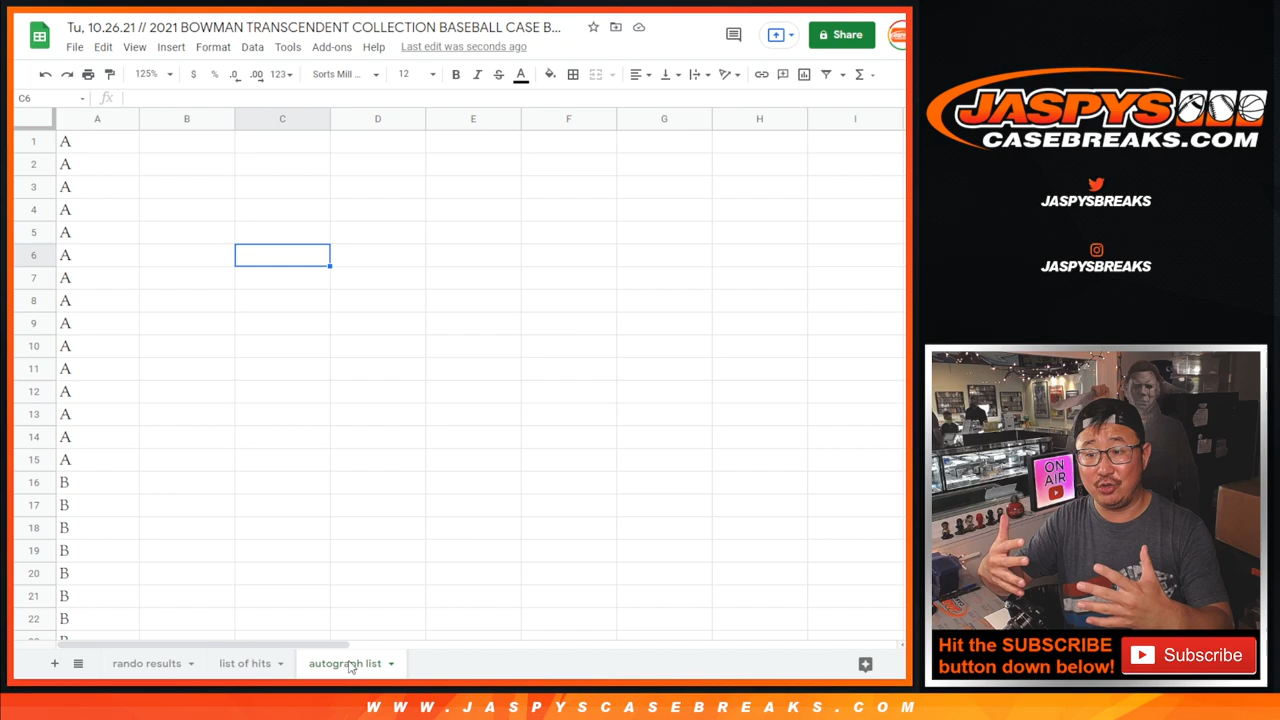 Tu, 10.26.21 // 2021 BOWMAN TRANSCENDENT COLLECTION BASEBALL CASE B...
File Edit View Insert Format Data Tools Add-ons Help Last edit was seconds ago
Share
125% $ % .0 .00 123 Sorts Mill ... 12 B I S A
C6 fx
A B C D E F G H I
1 A
2 A
3 A
4 A
5 A
6 A
7 A
8 A
9 A
10 A
11 A
12 A
13 A
14 A
15 A
16 B
17 B
18 B
19 B
20 B
21 B
22 B
+ rando results list of hits autograph list
JASPYS
CASEBREAKS.COM
JASPYSBREAKS
JASPYSBREAKS
ON
AIR
Hit the SUBSCRIBE
button down below!
Subscribe
WWW.JASPYSCASEBREAKS.COM